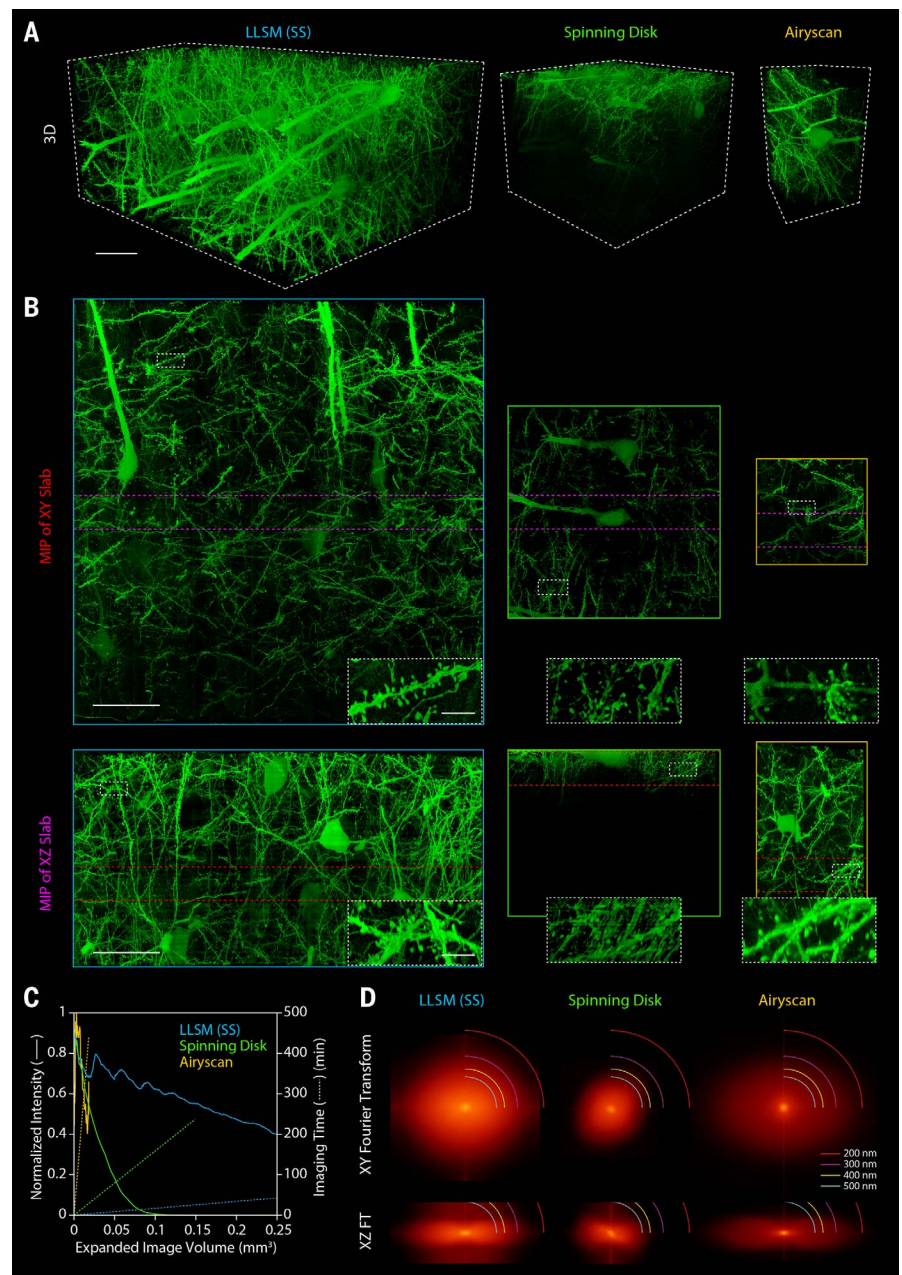 A
LLSM (SS)
Spinning Disk
Airyscan
3D
B
MIP of XY Slab
MIP of XZ Slab
C
1
0.8
0.6
0.4
0.2
0
Normalized Intensity (——)
LLSM (SS)
Spinning Disk
Airyscan
500
400
300
200
100
0
Imaging Time (······) (min)
0
0.05
0.1
0.15
0.2
0.25
Expanded Image Volume (mm³)
D
LLSM (SS)
Spinning Disk
Airyscan
XY Fourier Transform
200 nm
300 nm
400 nm
500 nm
XZ FT